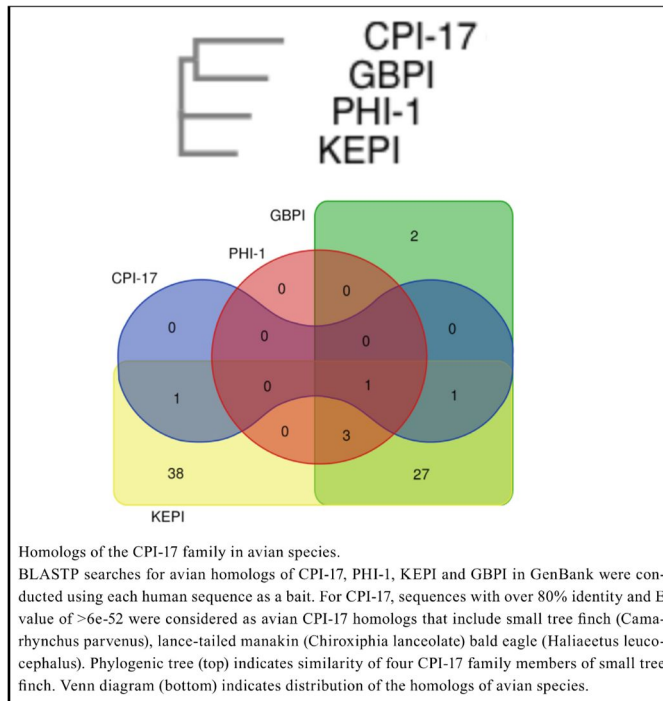 CPI-17
GBPI
PHI-1
KEPI
GBPI
2
PHI-1
CPI-17
0
0
0
0
0
0
1
0
1
1
0
3
38
27
KEPI
Homologs of the CPI-17 family in avian species.
BLASTP searches for avian homologs of CPI-17, PHI-1, KEPI and GBPI in GenBank were con-
ducted using each human sequence as a bait. For CPI-17, sequences with over 80% identity and E
value of >6e-52 were considered as avian CPI-17 homologs that include small tree finch (Cama-
rhynchus parvenus), lance-tailed manakin (Chiroxiphia lanceolate) bald eagle (Haliaeetus leuco-
cephalus). Phylogenic tree (top) indicates similarity of four CPI-17 family members of small tree
finch. Venn diagram (bottom) indicates distribution of the homologs of avian species.